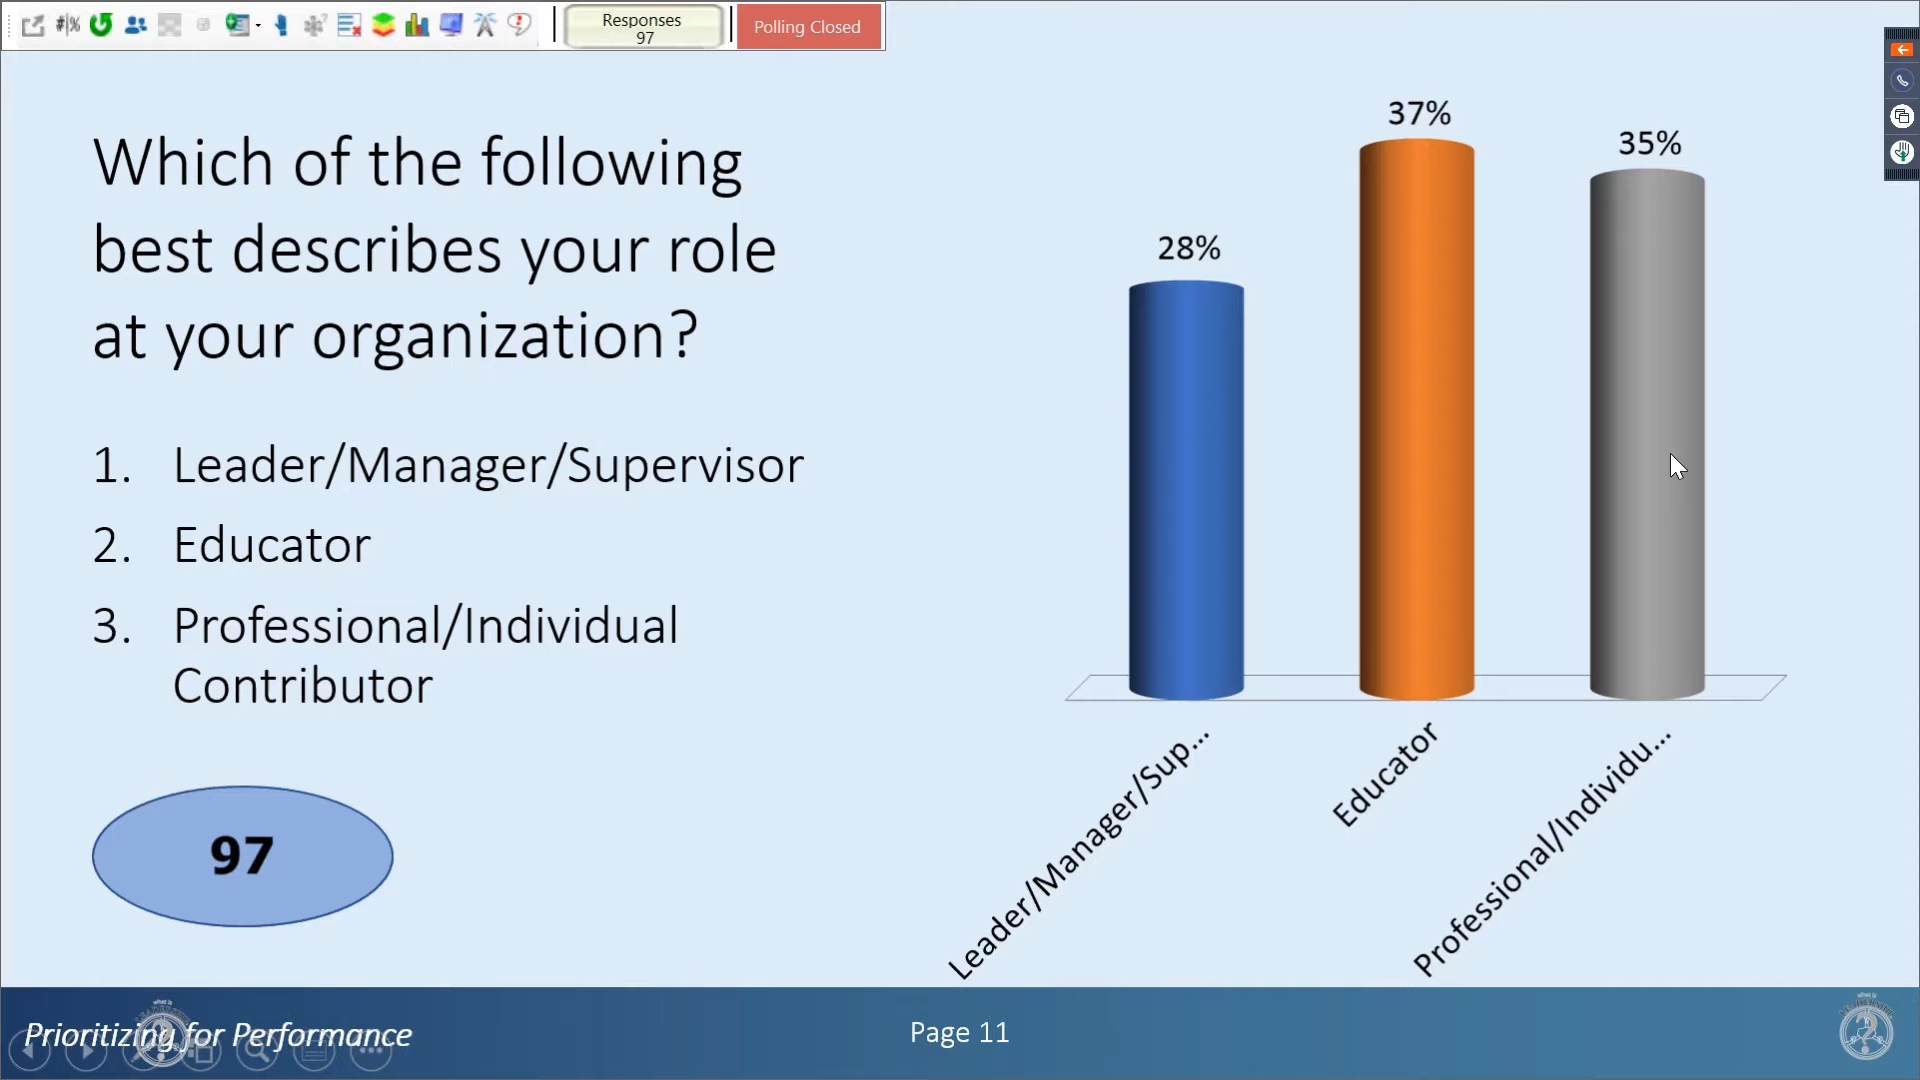 #|% Responses
97
Polling Closed
Which of the following
best describes your role
at your organization?
1. Leader/Manager/Supervisor
2. Educator
3. Professional/Individual
Contributor
97
28%
37%
35%
Leader/Manager/Sup...
Educator
Professional/Individu...
Prioritizing for Performance
Page 11